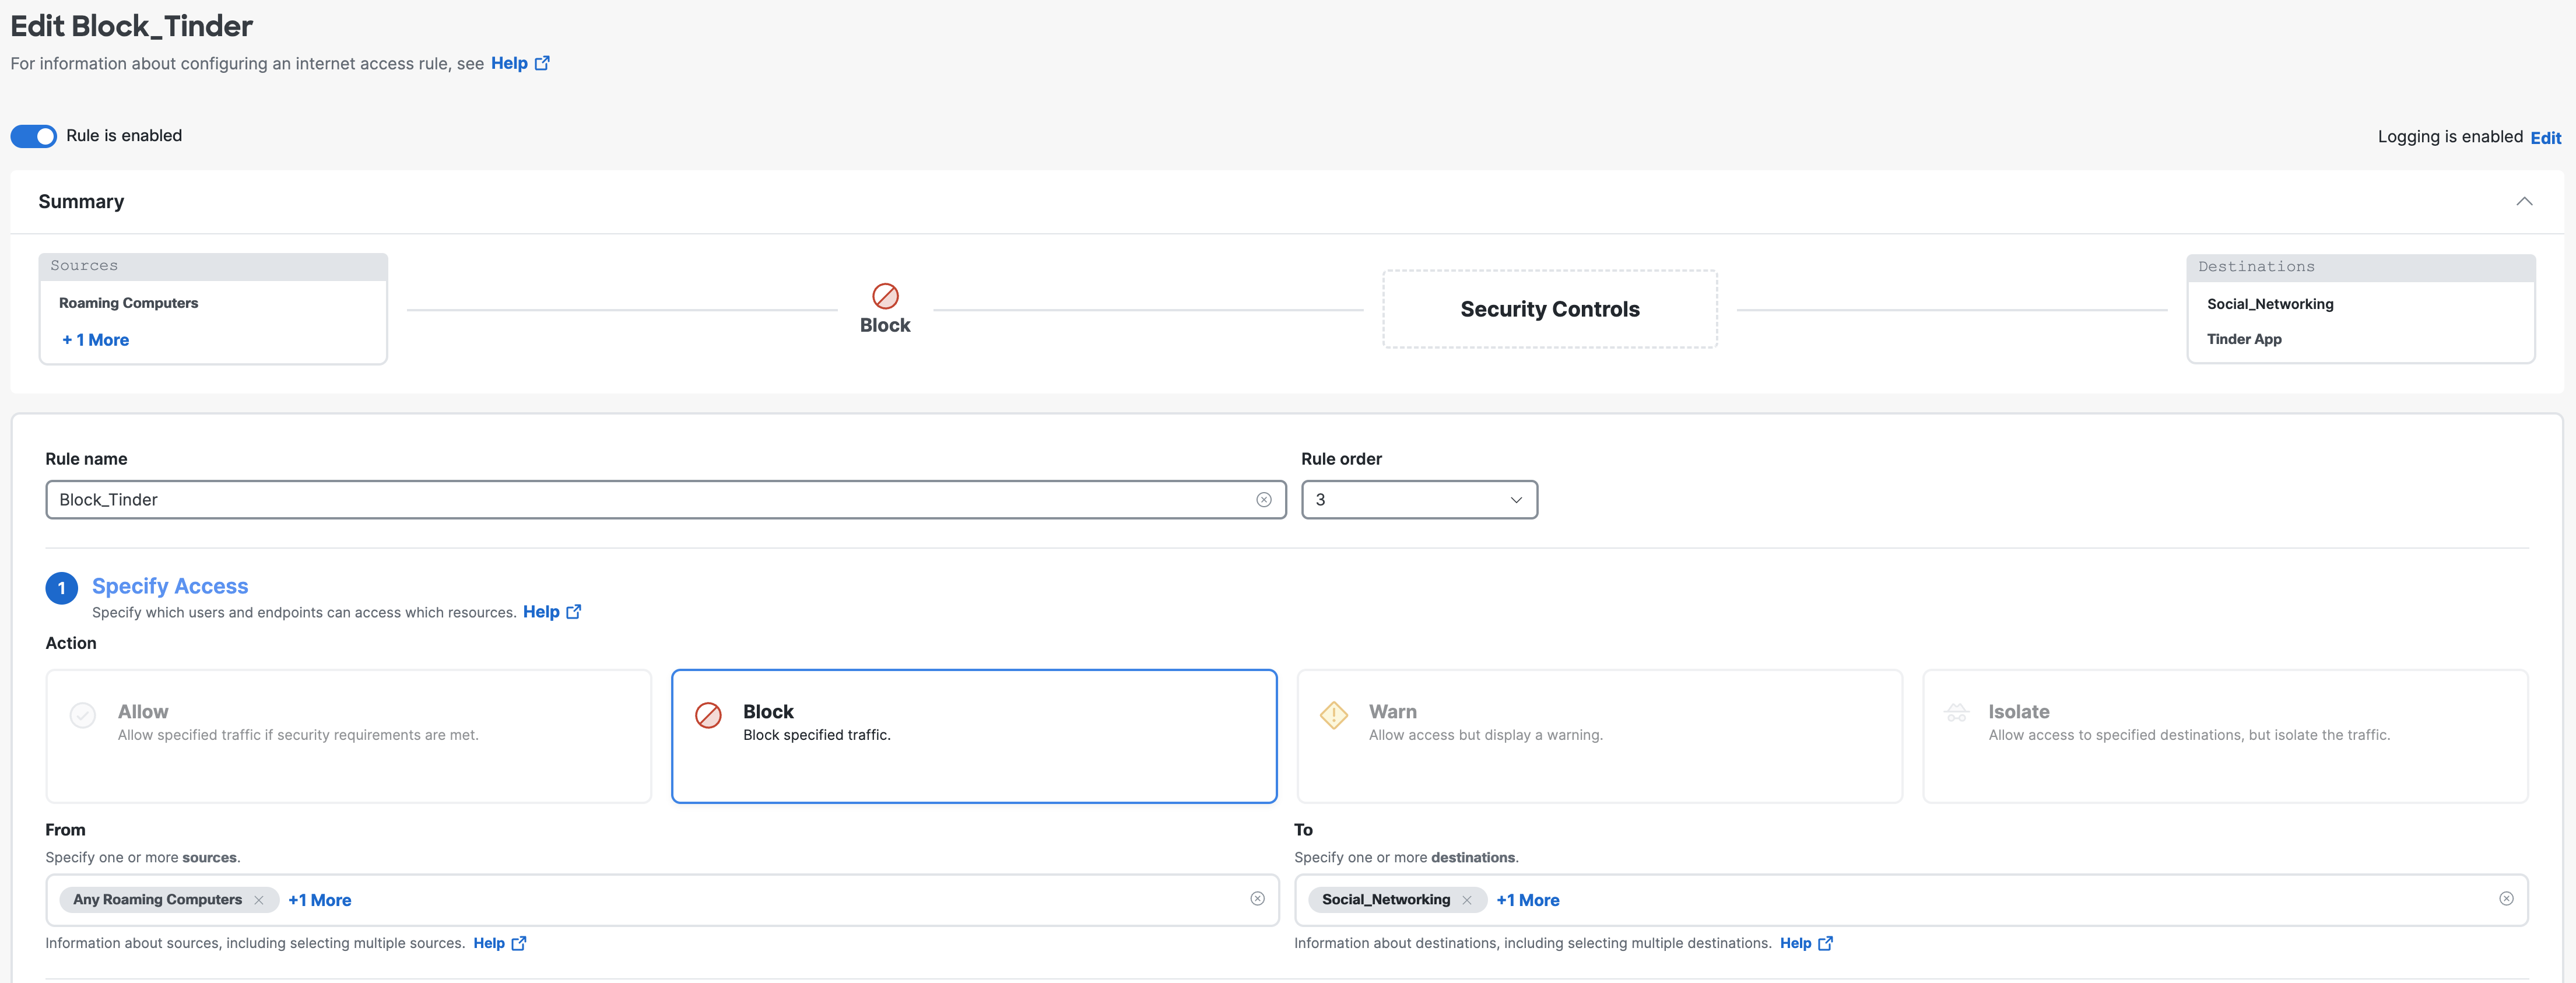 Edit Block_Tinder
For information about configuring an internet access rule, see Help
Rule is enabled
Logging is enabled Edit
Summary
Sources
Roaming Computers
+ 1 More
Block
Security Controls
Destinations
Social_Networking
Tinder App
Rule name
Rule order
Block_Tinder
3
1 Specify Access
Specify which users and endpoints can access which resources. Help
Action
Allow
Allow specified traffic if security requirements are met.
Block
Block specified traffic.
Warn
Allow access but display a warning.
Isolate
Allow access to specified destinations, but isolate the traffic.
From
Specify one or more sources.
Any Roaming Computers +1 More
Information about sources, including selecting multiple sources. Help
To
Specify one or more destinations.
Social_Networking +1 More
Information about destinations, including selecting multiple destinations. Help